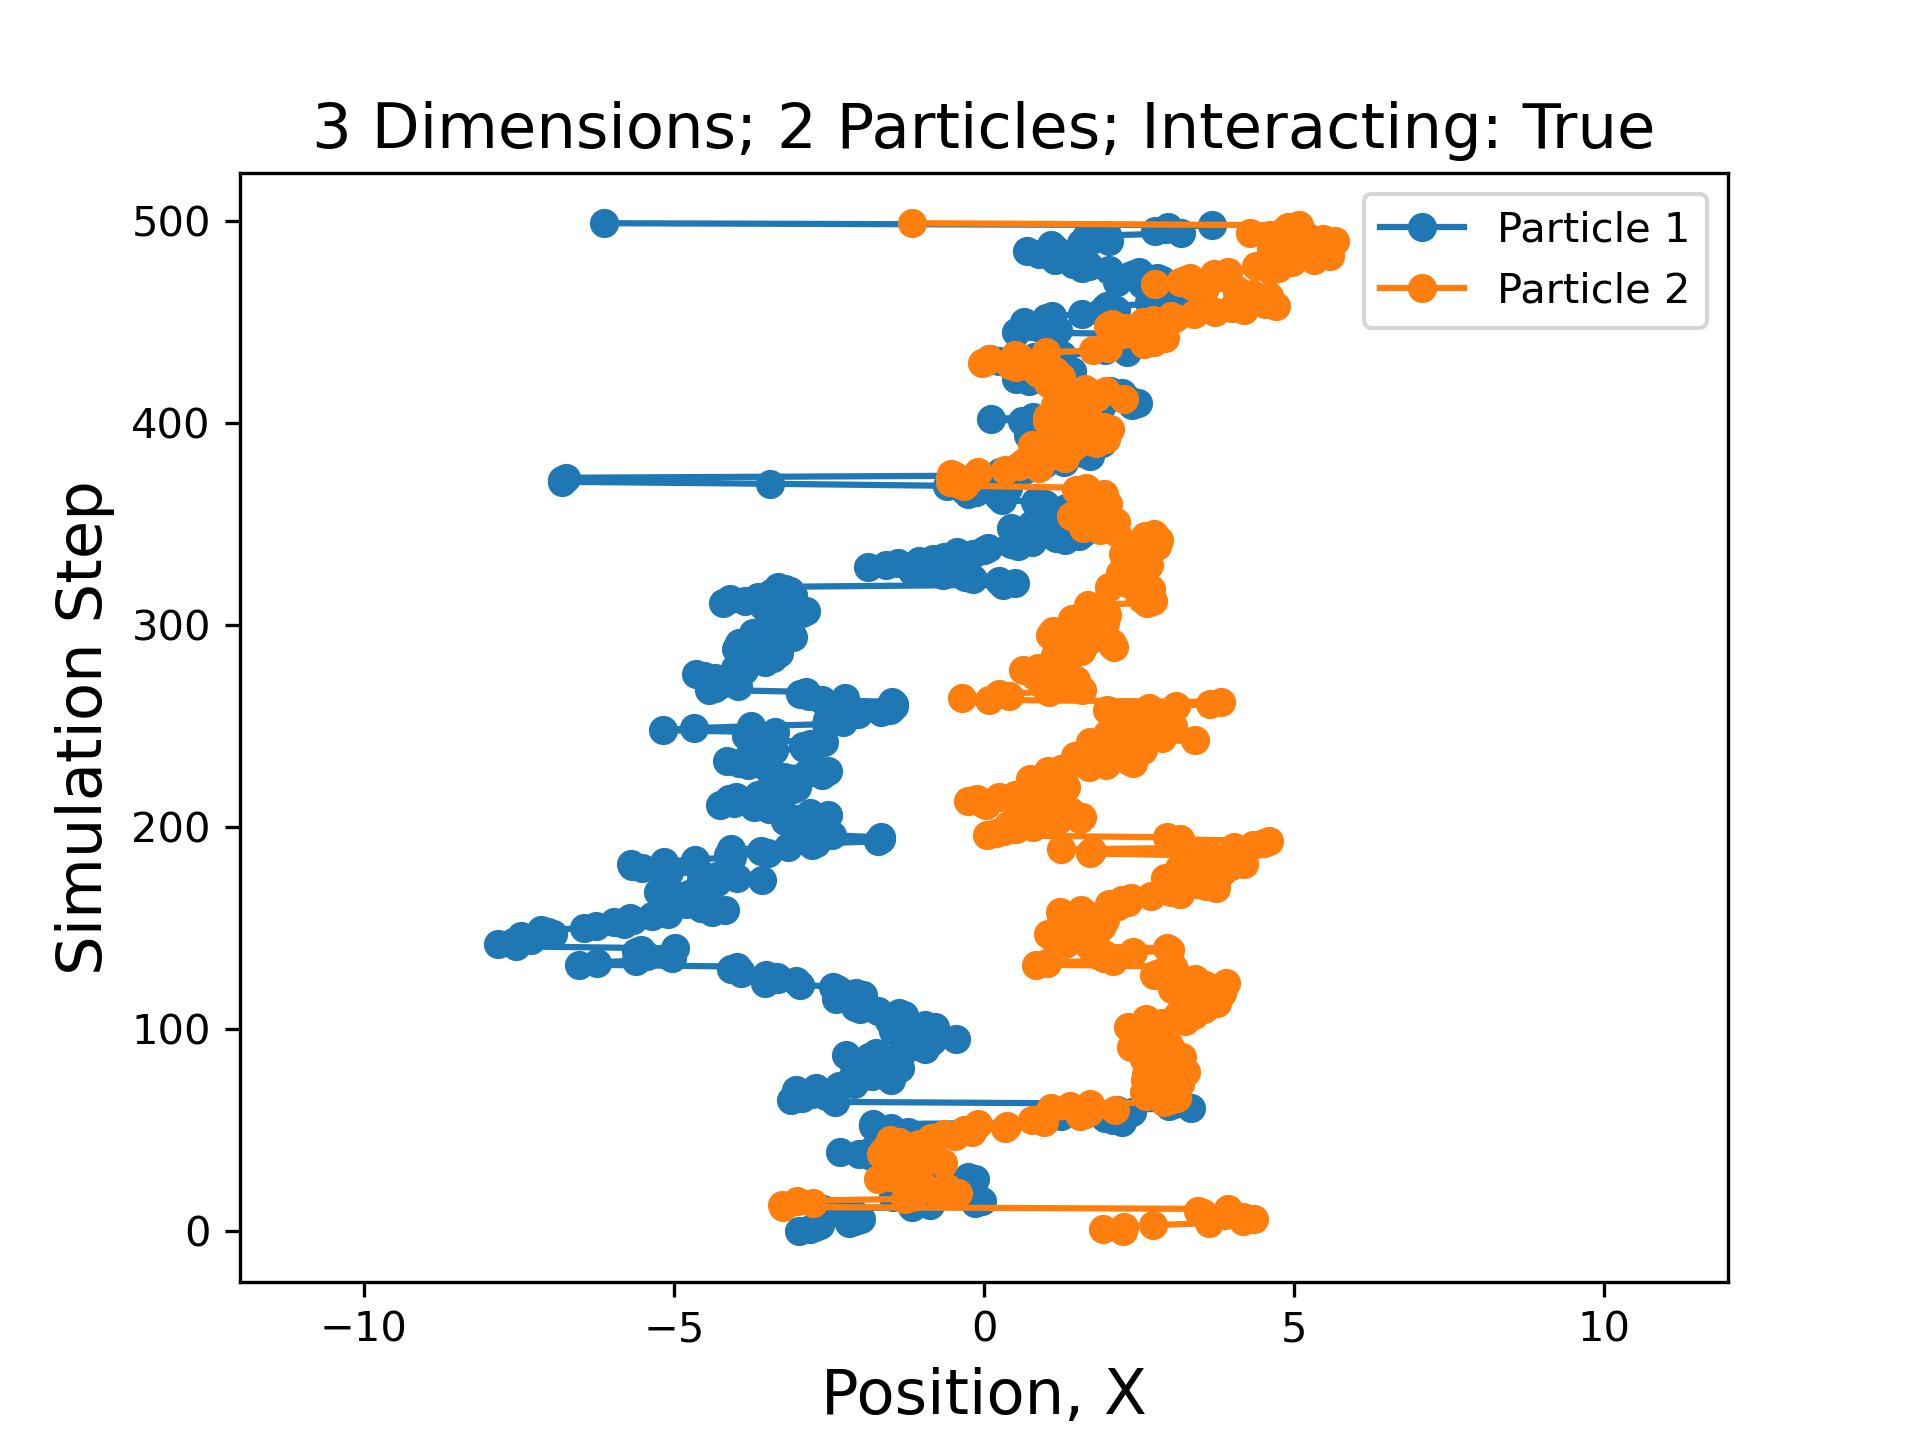 3 Dimensions; 2 Particles; Interacting: True
Particle 1
Particle 2
Simulation Step
500
400
300
200
100
0
−10
−5
0
5
10
Position, X